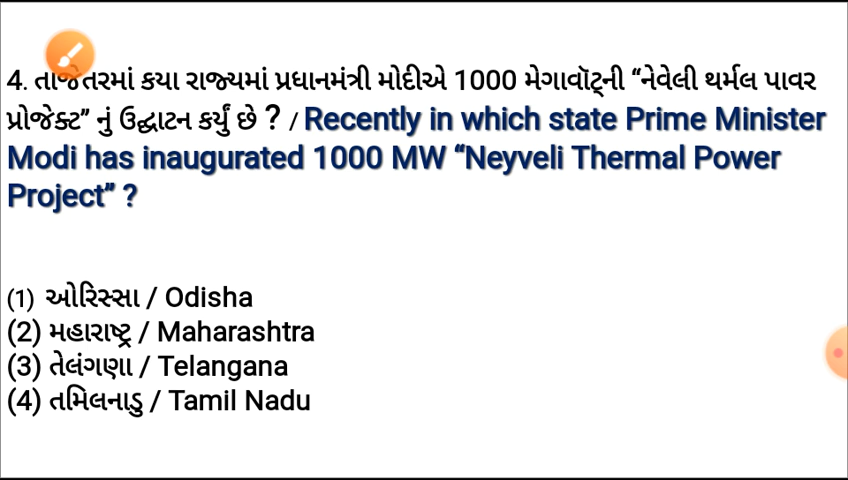 4. તાજેતરમાં કયા રાજ્યમાં પ્રધાનમંત્રી મોદીએ 1000 મેગાવૉટ્ની “નેવેલી થર્મલ પાવર
પ્રોજેક્ટ” નું ઉદ્ઘાટન કર્યું છે ? / Recently in which state Prime Minister
Modi has inaugurated 1000 MW “Neyveli Thermal Power
Project” ?
(1) ઓરિસ્સા / Odisha
(2) મહારાષ્ટ્ર / Maharashtra
(3) તેલંગણા / Telangana
(4) તમિલનાડુ / Tamil Nadu